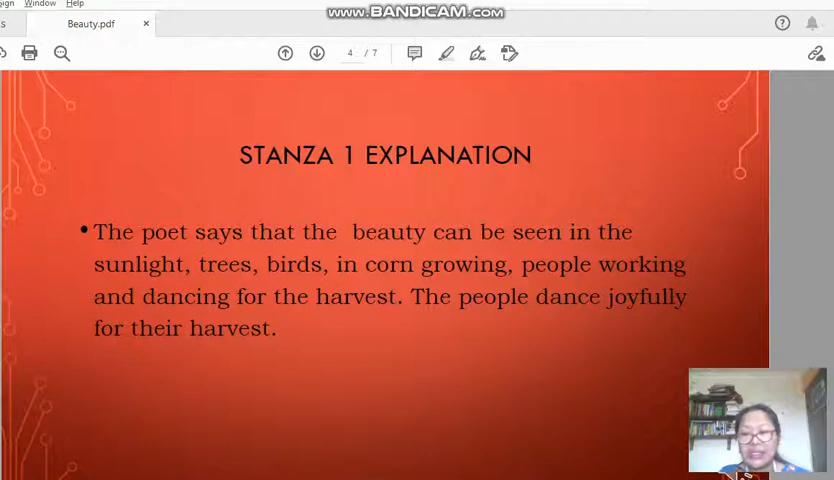 Sign Window Help
www.BANDICAM.com
s Beauty.pdf ×
4 / 7
STANZA 1 EXPLANATION
• The poet says that the beauty can be seen in the
sunlight, trees, birds, in corn growing, people working
and dancing for the harvest. The people dance joyfully
for their harvest.